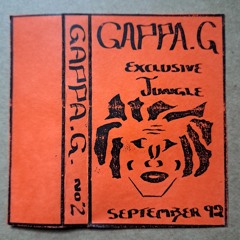 GAPPA.G. NO.2
GAPPA.G
EXCLUSIVE
JUNGLE
SEPTEMBER 92